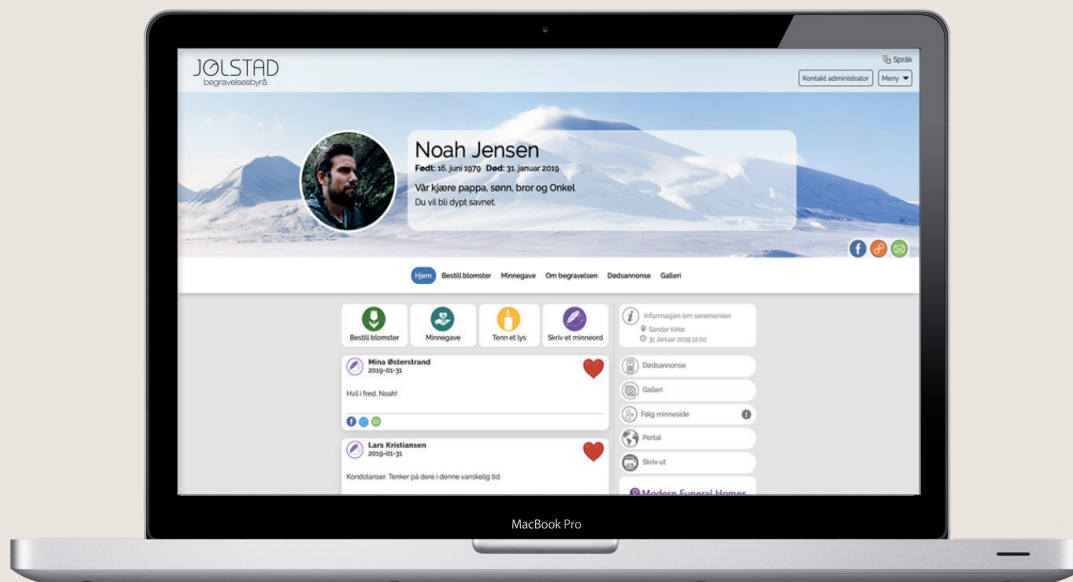 JØLSTAD
begravelsesbyrå
Språk
Kontakt administrator
Meny
Noah Jensen
Født: 16. juni 1979 Død: 31. januar 2019
Vår kjære pappa, sønn, bror og Onkel
Du vil bli dypt savnet.
Hjem Bestill blomster Minnegave Om begravelsen Dødsannonse Galleri
Bestill blomster Minnegave Tenn et lys Skriv et minneord
Mina Østerstrand
2019-01-31
Hvil i fred, Noah!
Lars Kristiansen
2019-01-31
Kondolanser. Tenker på dere i denne vanskelig tid.
Informasjon om seremonien
Sandar Kirke
31 Januar 2019 12:00
Dødsannonse
Galleri
Følg minneside
Portal
Skriv ut
Modern Funeral Homes
MacBook Pro